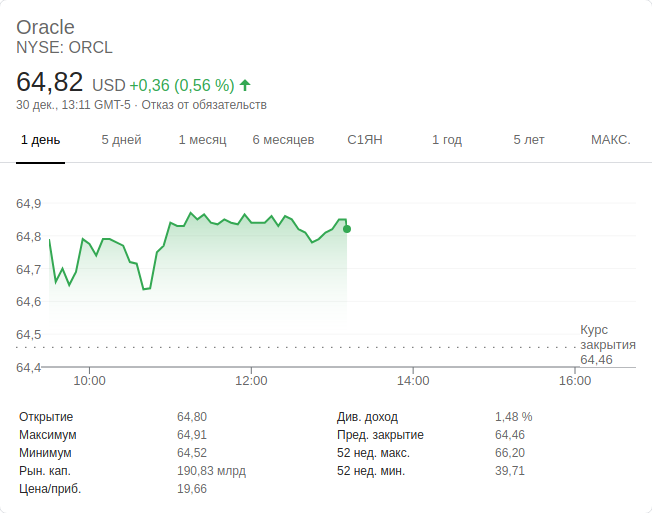 Oracle
NYSE: ORCL
64,82 USD +0,36 (0,56 %)
30 дек., 13:11 GMT-5 · Отказ от обязательств
1 день 5 дней 1 месяц 6 месяцев С1ЯН 1 год 5 лет МАКС.
64,9
64,8
64,7
64,6
64,5
64,4
Курс
закрытия
64,46
10:00 12:00 14:00 16:00
Открытие 64,80 Див. доход 1,48 %
Максимум 64,91 Пред. закрытие 64,46
Минимум 64,52 52 нед. макс. 66,20
Рын. кап. 190,83 млрд 52 нед. мин. 39,71
Цена/приб. 19,66